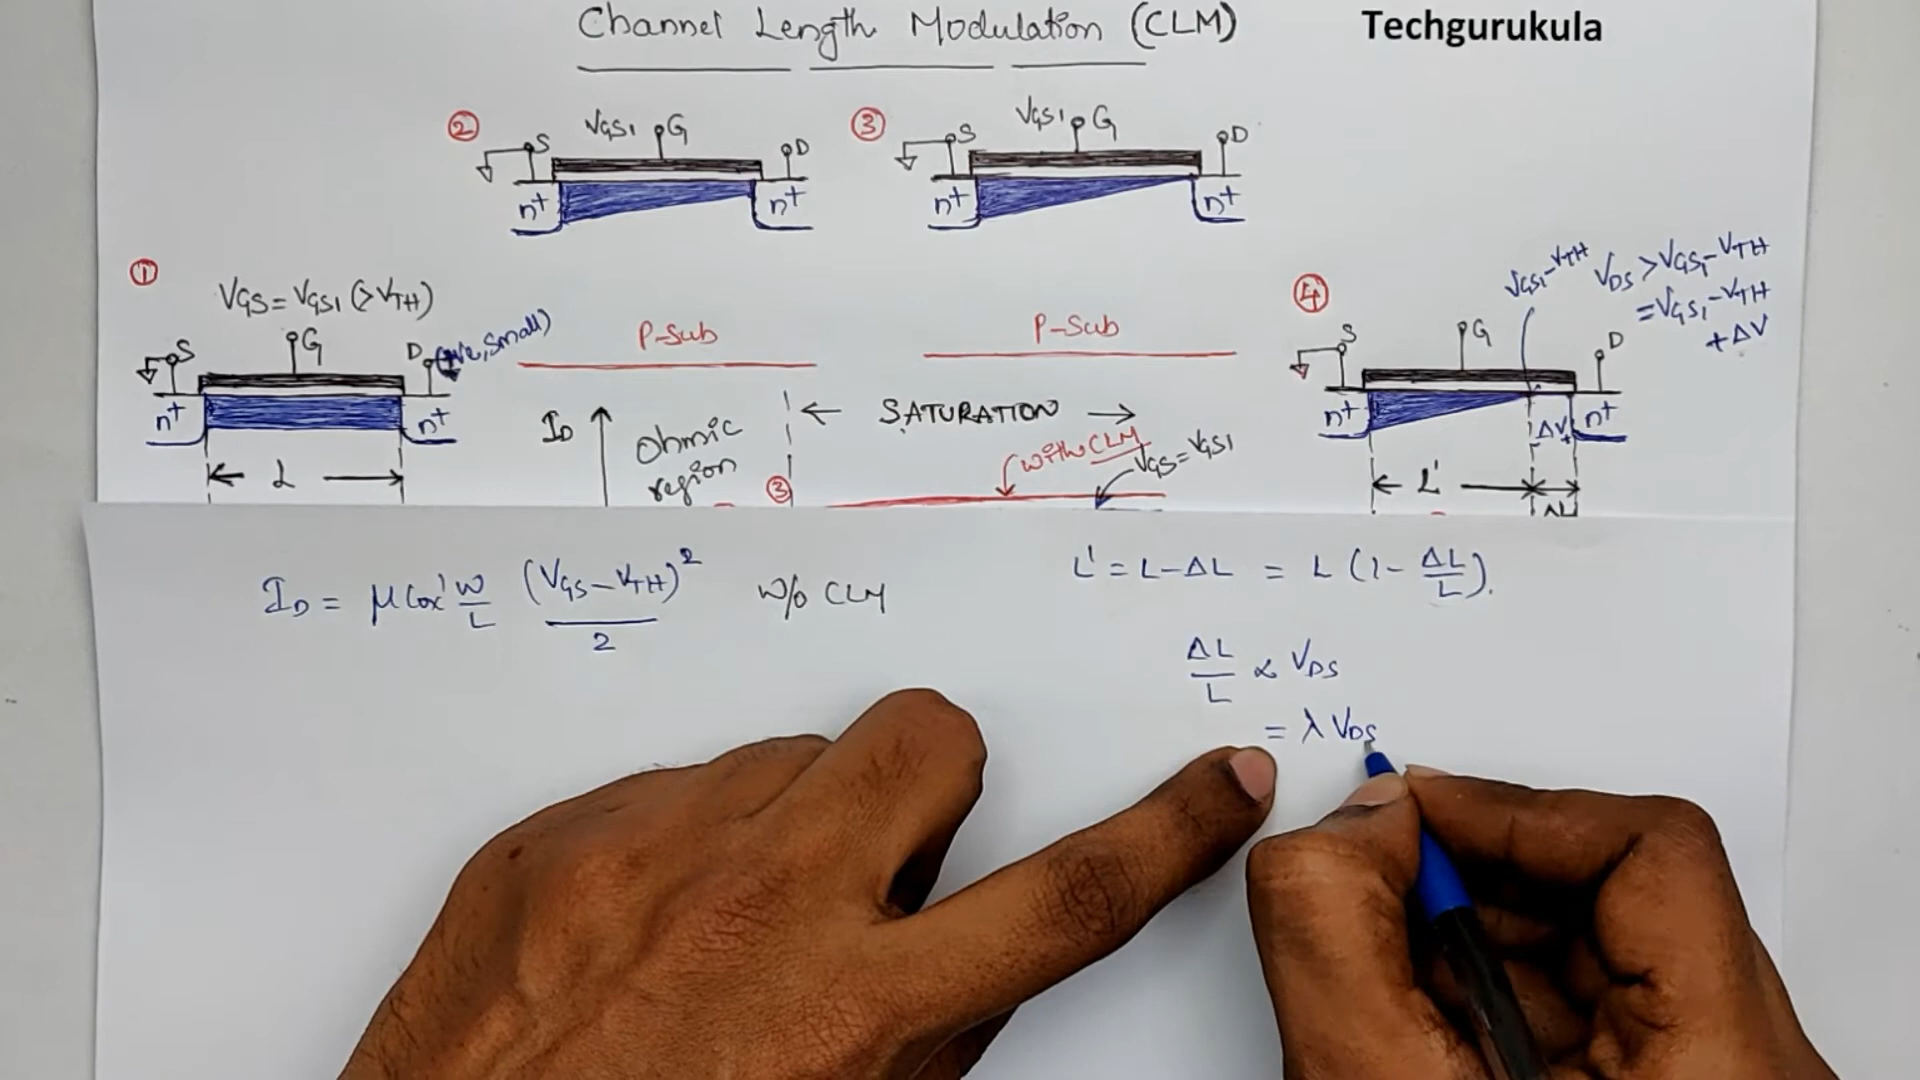 Channel Length Modulation (CLM)
Techgurukula
②
VGS1
G
S
D
n+
n+
P-Sub
③
VGS1
G
S
D
n+
n+
P-Sub
①
VGS = VGS1 (> VTH)
G
S
D
(+ve, small)
n+
n+
← L →
ID
Ohmic
region
← SATURATION →
with CLM
VGS = VGS1
③
④
VGS1 - VTH
VDS > VGS1 - VTH
= VGS1 - VTH
+ ΔV
S
G
D
n+
ΔV
+
n+
← L' →
ΔL
ID = μCox' W/L (VGS - VTH)²/2 w/o CLM
L' = L - ΔL = L (1 - ΔL/L).
ΔL/L ∝ VDS
= λ VDS